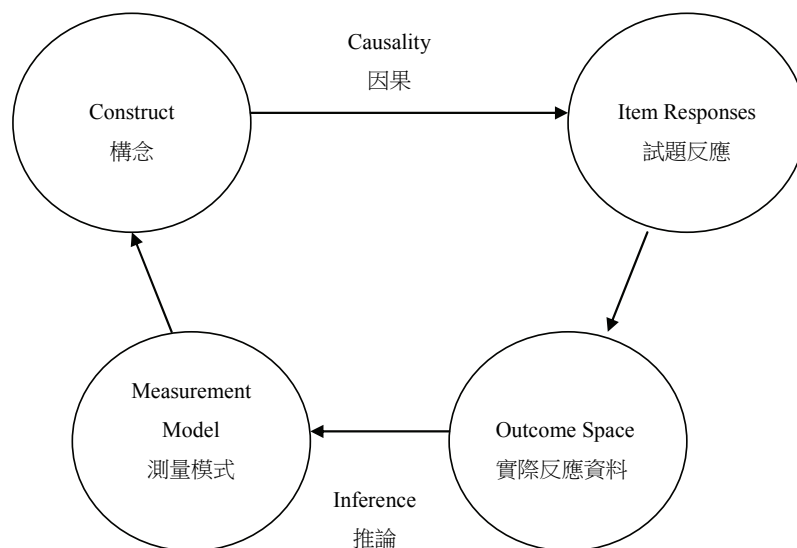 Causality
因果
Construct
構念
Item Responses
試題反應
Measurement
Model
測量模式
Outcome Space
實際反應資料
Inference
推論